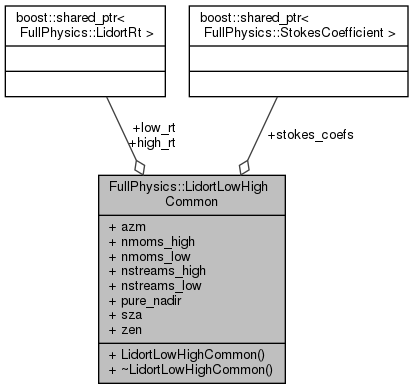 boost::shared_ptr<
FullPhysics::LidortRt >
boost::shared_ptr<
FullPhysics::StokesCoefficient >
+low_rt
+high_rt
+stokes_coefs
FullPhysics::LidortLowHigh
Common
+ azm
+ nmoms_high
+ nmoms_low
+ nstreams_high
+ nstreams_low
+ pure_nadir
+ sza
+ zen
+ LidortLowHighCommon()
+ ~LidortLowHighCommon()